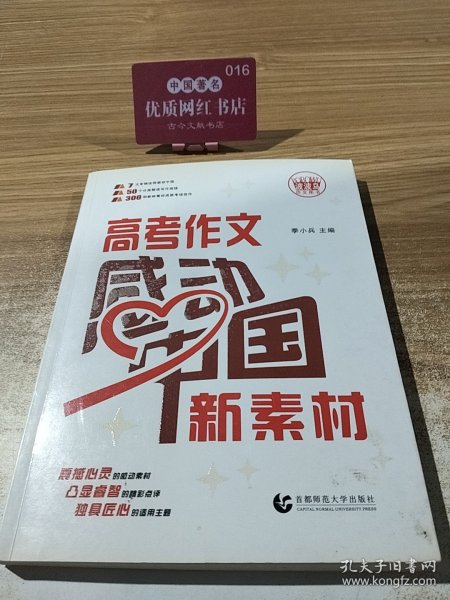 016
中国著名
优质网红书店
古今文献书店
高考作文
季小兵 主编
感动
中国
新素材
震撼心灵的感动素材
凸显睿智的精彩点评
独具匠心的适用主题
首都师范大学出版社
CAPITAL NORMAL UNIVERSITY PRESS
孔夫子旧书网
www.kongfz.com